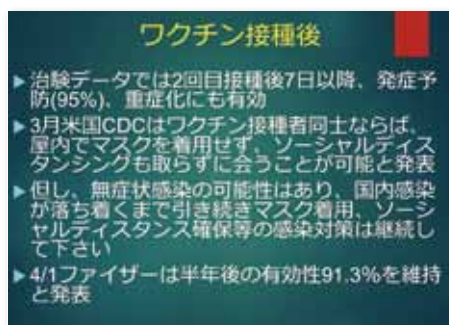 ワクチン接種後
▶治験データでは2回目接種後7日以降、発症予
防(95%)、重症化にも有効
▶3月米国CDCはワクチン接種者同士ならば、
屋内でマスクを着用せず、ソーシャルディス
タンシングも取らずに会うことが可能と発表
▶但し、無症状感染の可能性はあり、国内感染
が落ち着くまで引き続きマスク着用、ソーシ
ャルディスタンス確保等の感染対策は継続し
て下さい
▶4/1ファイザーは半年後の有効性91.3%を維持
と発表